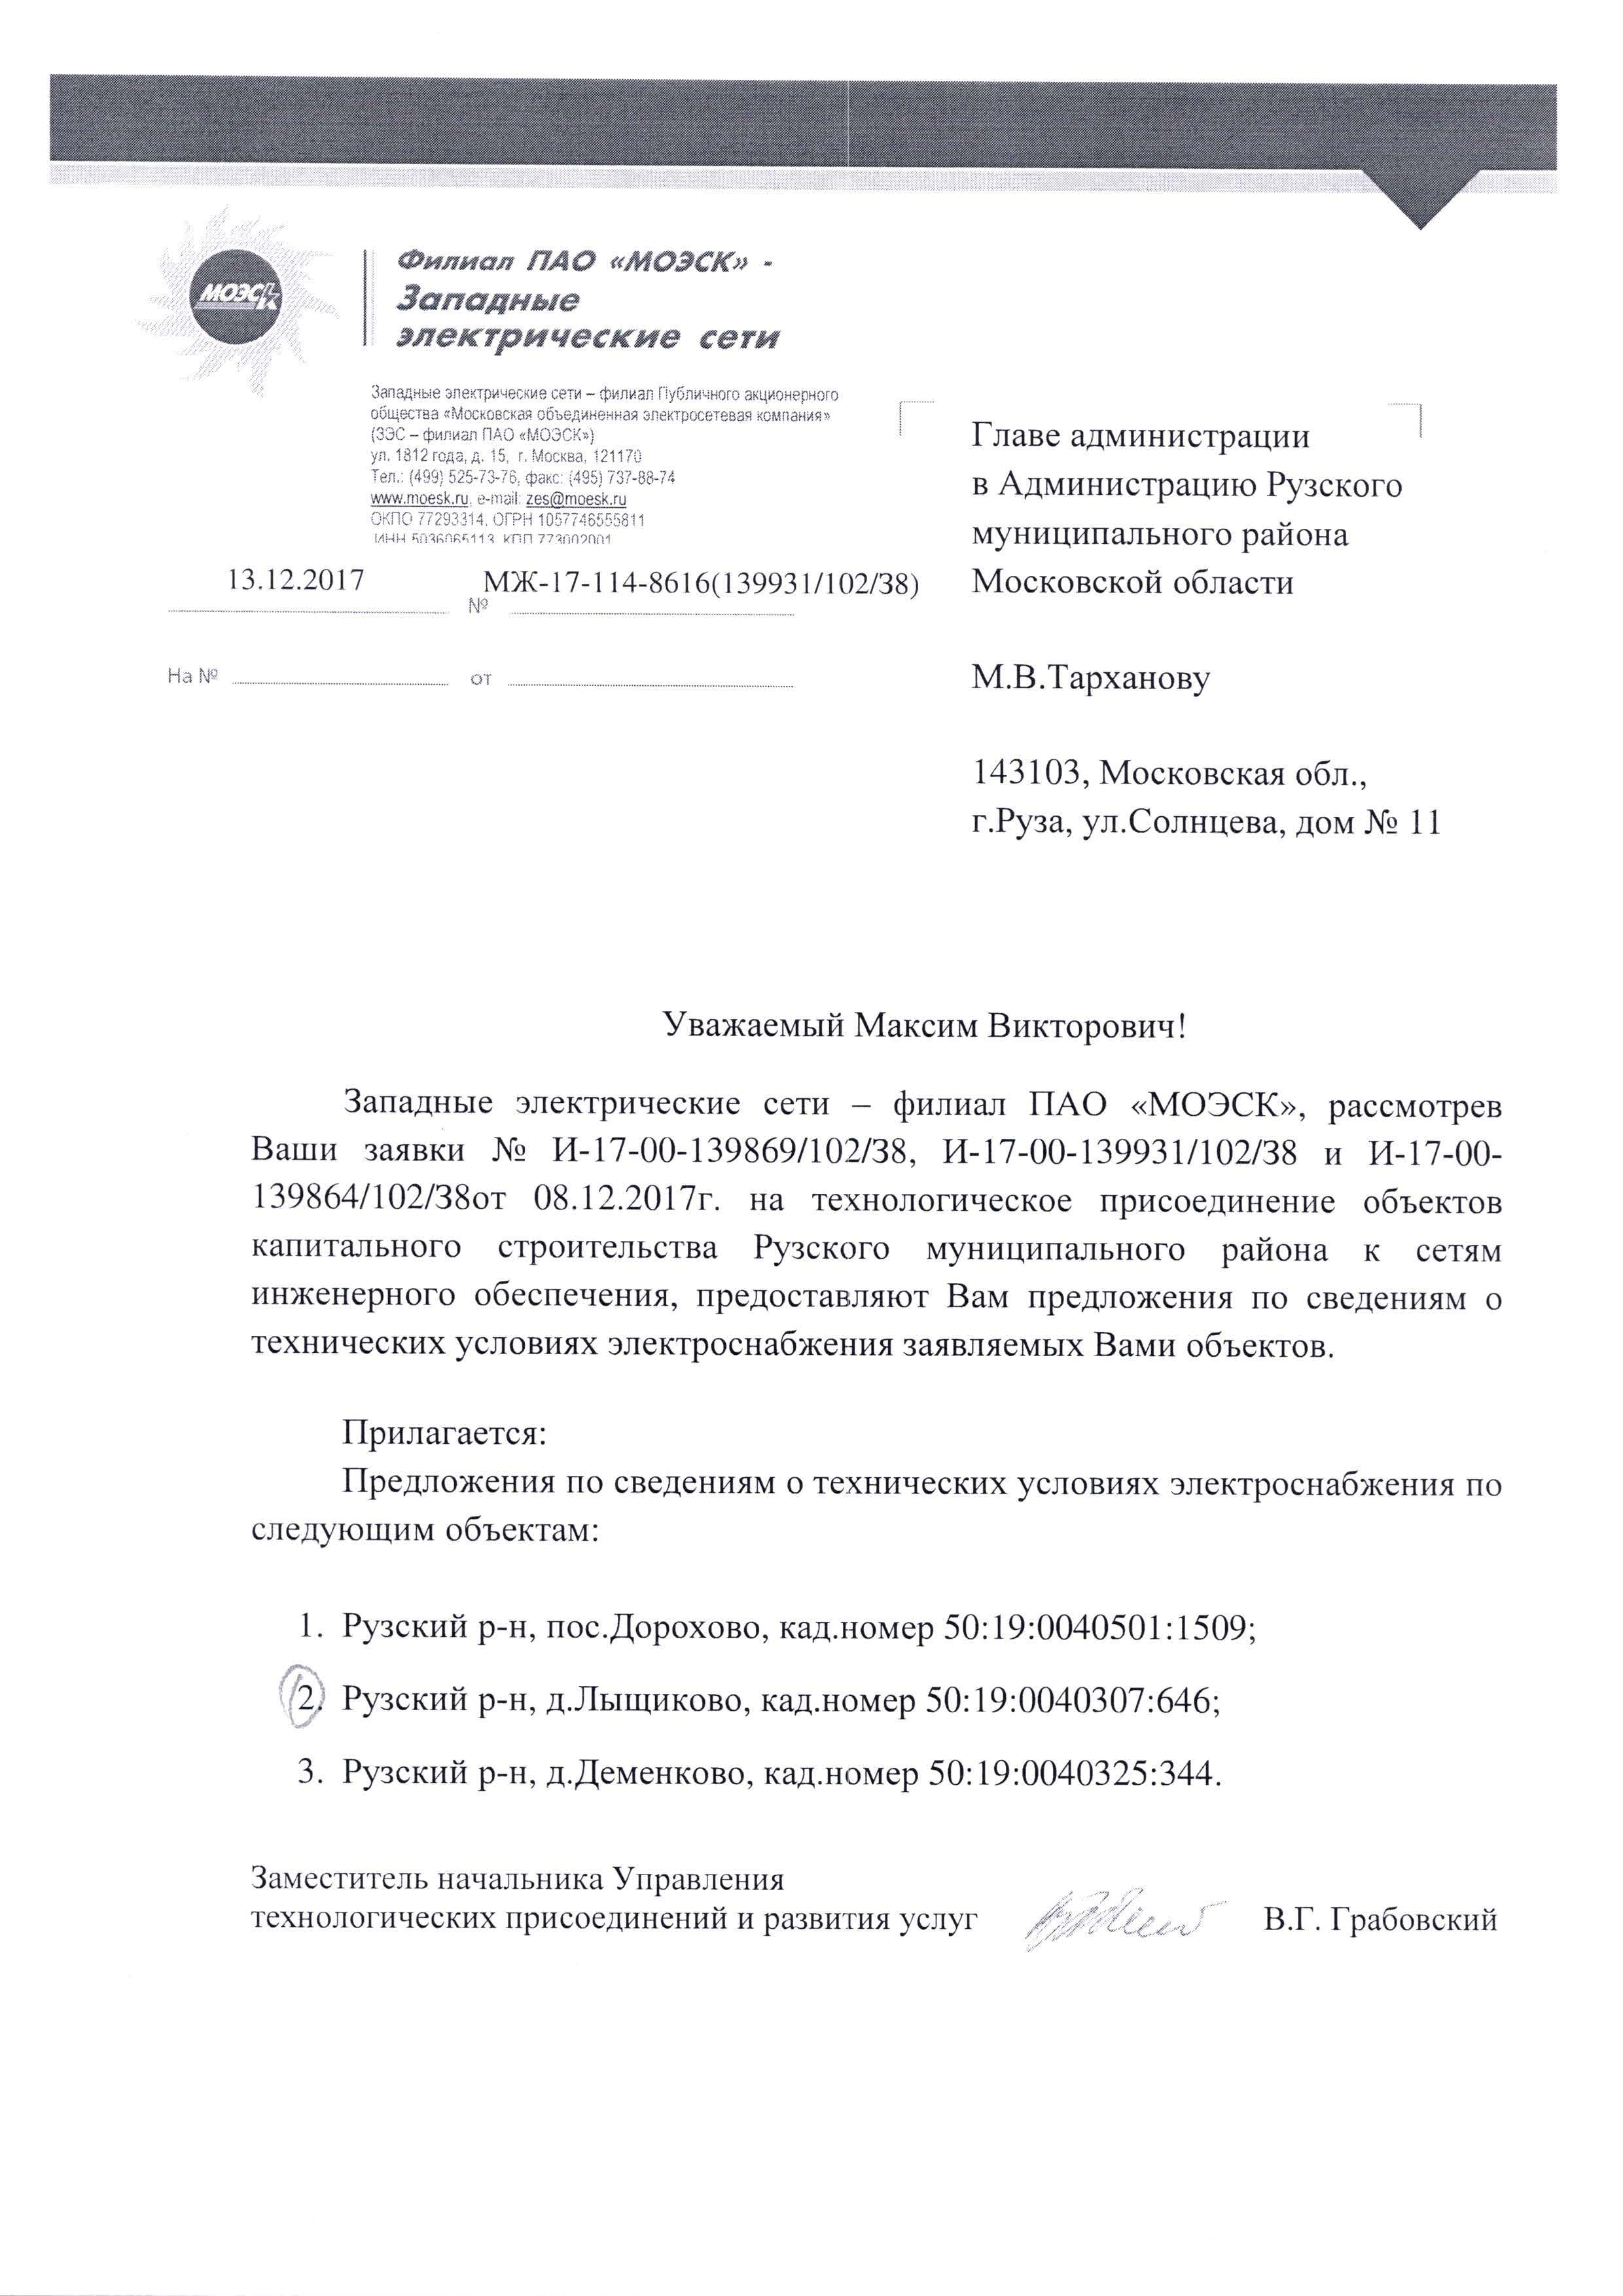 МОЭСК
Филиал ПАО «МОЭСК» -
Западные
электрические сети
Западные электрические сети – филиал Публичного акционерного
общества «Московская объединенная электросетевая компания»
(ЗЭС – филиал ПАО «МОЭСК»)
ул. 1812 года, д. 15, г. Москва, 121170
Тел.: (499) 525-73-76, факс: (495) 737-88-74
www.moesk.ru, e-mail: zes@moesk.ru
ОКПО 77293314, ОГРН 1057746555811
ИНН 5036065113, КПП 773002001
13.12.2017 № МЖ-17-114-8616(139931/102/З8)
На № от
Главе администрации
в Администрацию Рузского
муниципального района
Московской области
М.В.Тарханову
143103, Московская обл.,
г.Руза, ул.Солнцева, дом № 11
Уважаемый Максим Викторович!
Западные электрические сети – филиал ПАО «МОЭСК», рассмотрев
Ваши заявки № И-17-00-139869/102/З8, И-17-00-139931/102/З8 и И-17-00-
139864/102/З8от 08.12.2017г. на технологическое присоединение объектов
капитального строительства Рузского муниципального района к сетям
инженерного обеспечения, предоставляют Вам предложения по сведениям о
технических условиях электроснабжения заявляемых Вами объектов.
Прилагается:
Предложения по сведениям о технических условиях электроснабжения по
следующим объектам:
1. Рузский р-н, пос.Дорохово, кад.номер 50:19:0040501:1509;
2. Рузский р-н, д.Лыщиково, кад.номер 50:19:0040307:646;
3. Рузский р-н, д.Деменково, кад.номер 50:19:0040325:344.
Заместитель начальника Управления
технологических присоединений и развития услуг В.Г. Грабовский